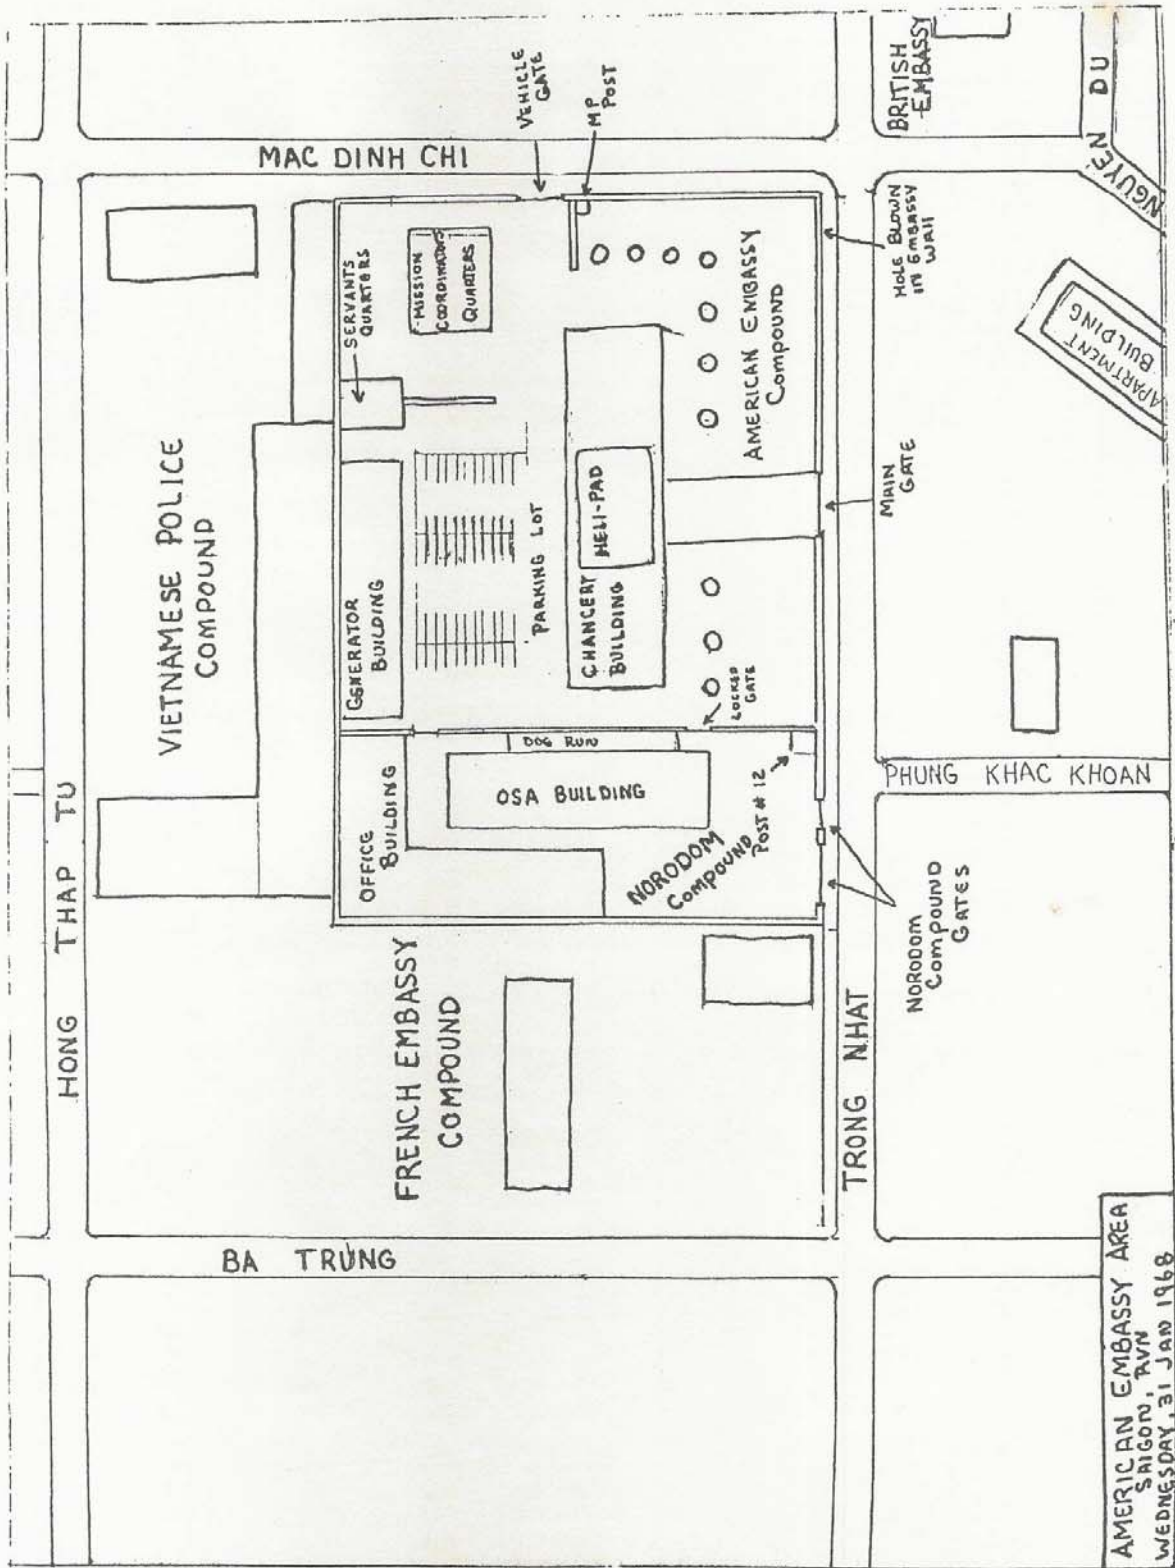 MAC DINH CHI
VEHICLE
GATE
MP
POST
BRITISH
EMBASSY
NGUYEN DU
HOLE BLOWN
IN EMBASSY
WALL
APARTMENT
BUILDING
SERVANTS
QUARTERS
MISSION
COORDINATORS
QUARTERS
AMERICAN EMBASSY
COMPOUND
VIETNAMESE POLICE
COMPOUND
GENERATOR
BUILDING
PARKING LOT
CHANCERY
BUILDING
HELI-PAD
MAIN
GATE
LOCKED
GATE
DOG RUN
OSA BUILDING
OFFICE
BUILDING
NORODOM
COMPOUND
POST # 12
PHUNG KHAC KHOAN
NORODOM
COMPOUND
GATES
HONG THAP TU
FRENCH EMBASSY
COMPOUND
TRONG NHAT
BA TRUNG
AMERICAN EMBASSY AREA
SAIGON, RVN
WEDNESDAY, 31 JAN 1968